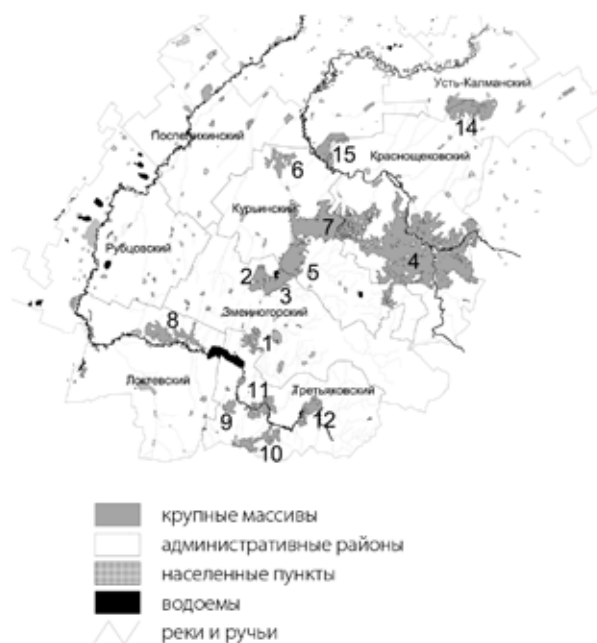 Усть-Калманский
14
Поспелихинский
15
Краснощековский
6
Курьинский
7
Рубцовский
4
5
2
3
Змеиногорский
8
1
Локтевский
11
Третьяковский
9
12
10
крупные массивы
административные районы
населенные пункты
водоемы
реки и ручьи